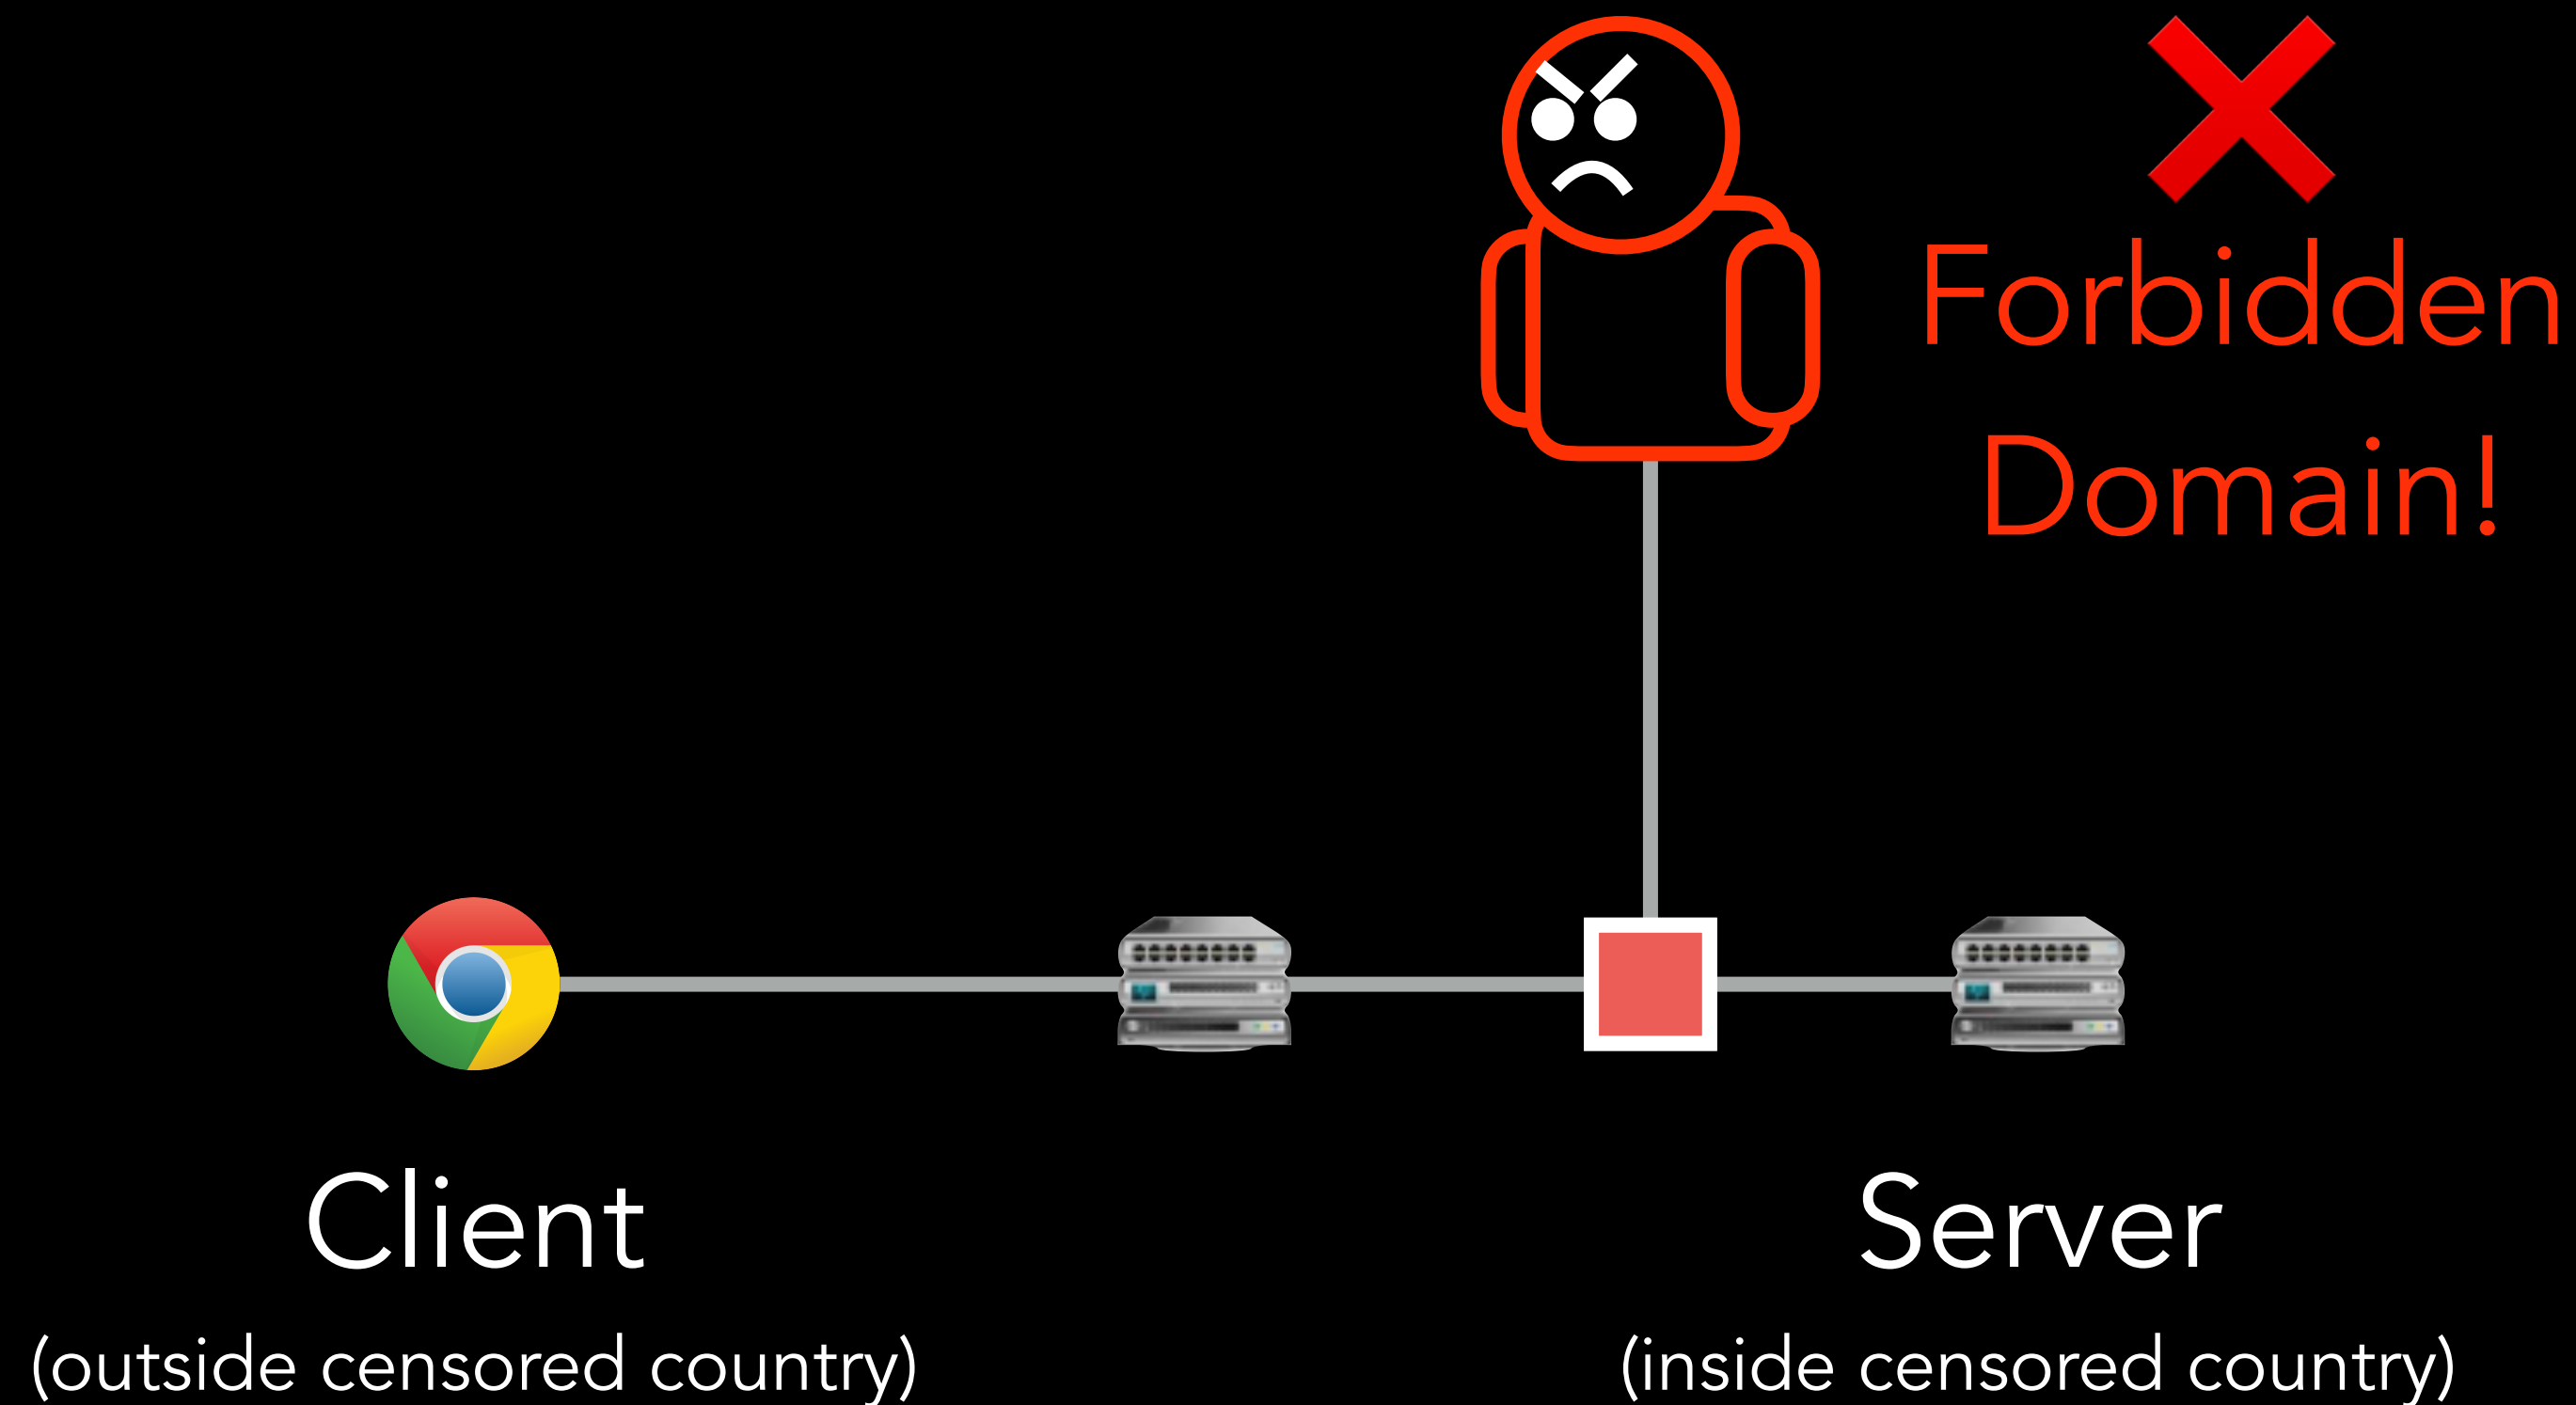 Forbidden
Domain!
Client
Server
(outside censored country)
(inside censored country)